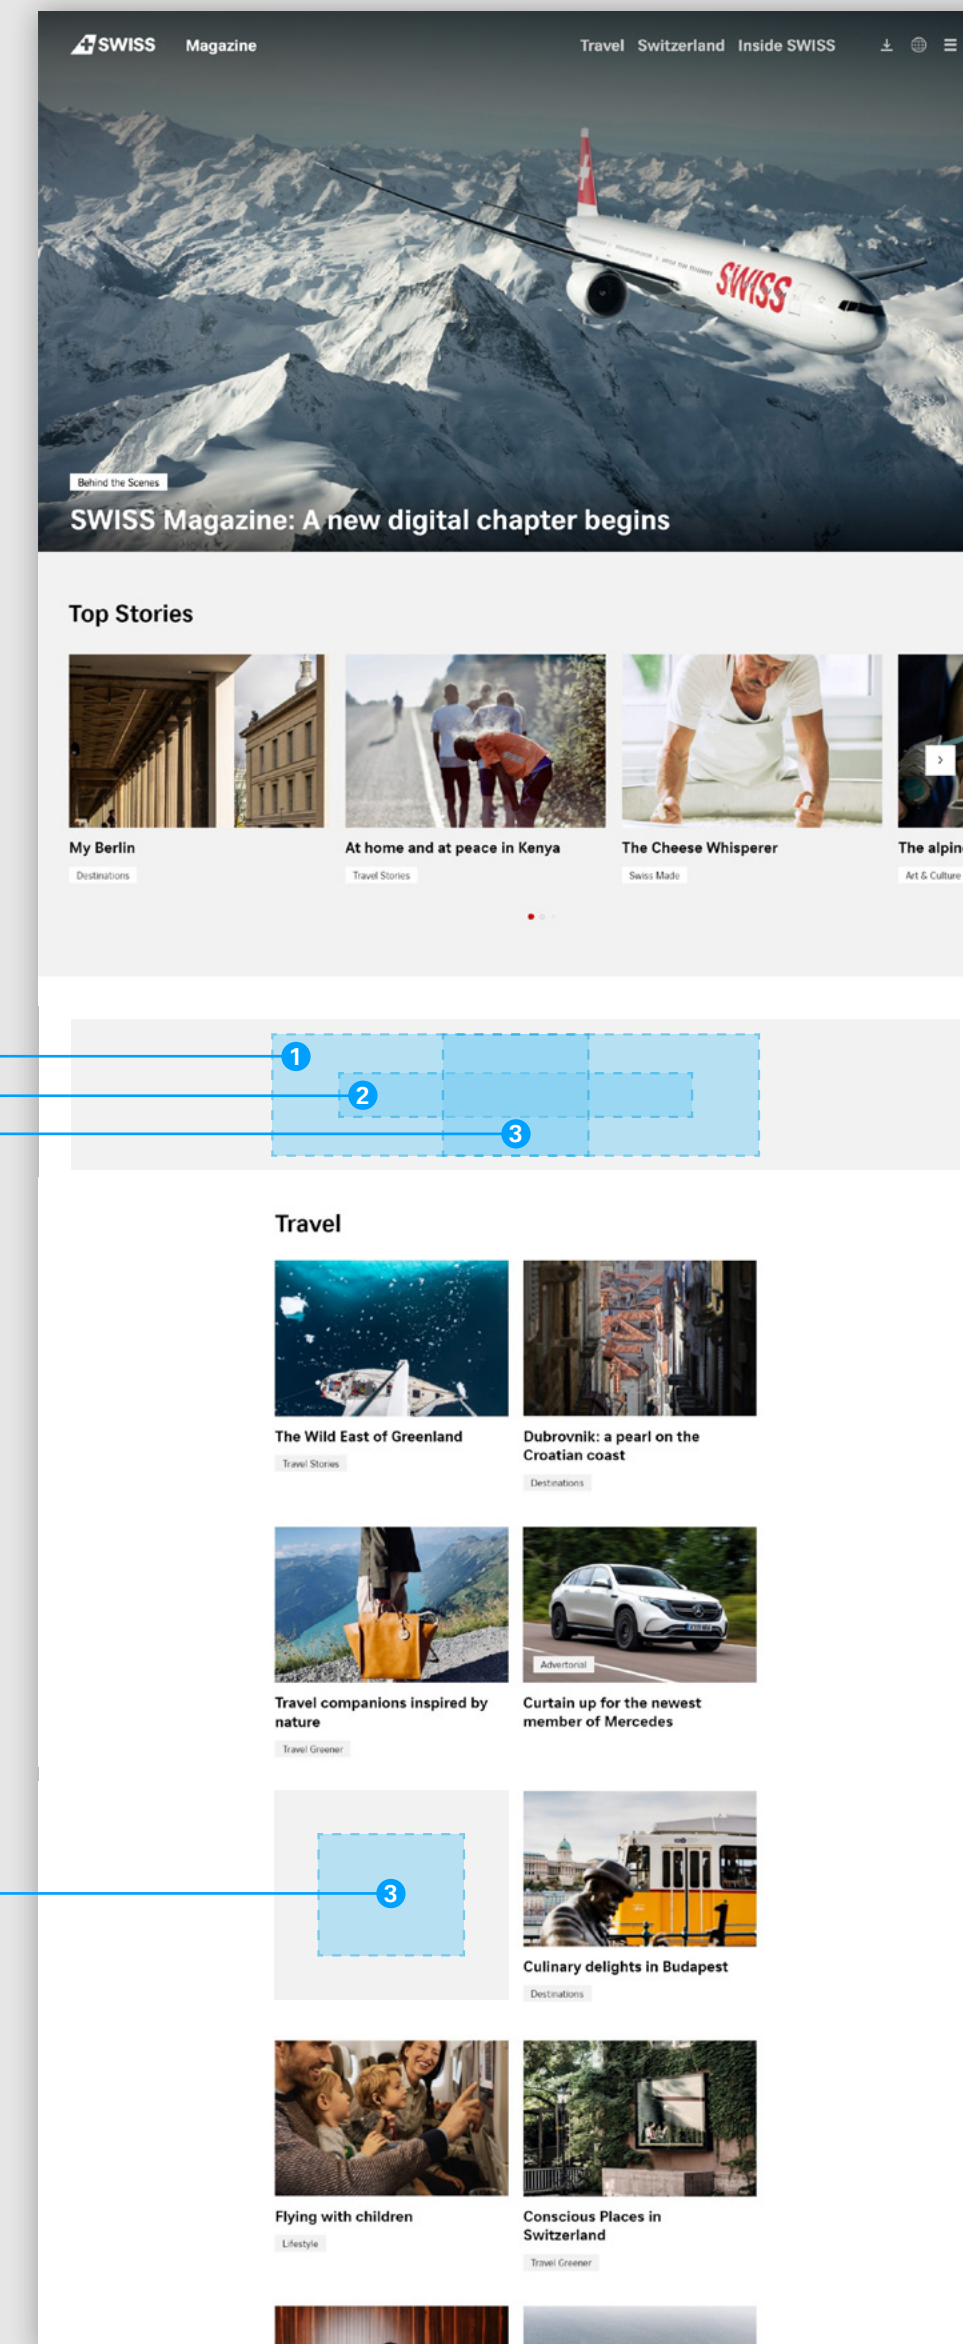 SWISS Magazine Travel Switzerland Inside SWISS
SWISS
Behind the Scenes
SWISS Magazine: A new digital chapter begins
Top Stories
My Berlin
Destinations
At home and at peace in Kenya
Travel Stories
The Cheese Whisperer
Swiss Made
The alpin
Art & Culture
1
2
3
Travel
The Wild East of Greenland
Travel Stories
Dubrovnik: a pearl on the
Croatian coast
Destinations
Travel companions inspired by
nature
Travel Greener
Advertorial
Curtain up for the newest
member of Mercedes
3
Culinary delights in Budapest
Destinations
Flying with children
Lifestyle
Conscious Places in
Switzerland
Travel Greener